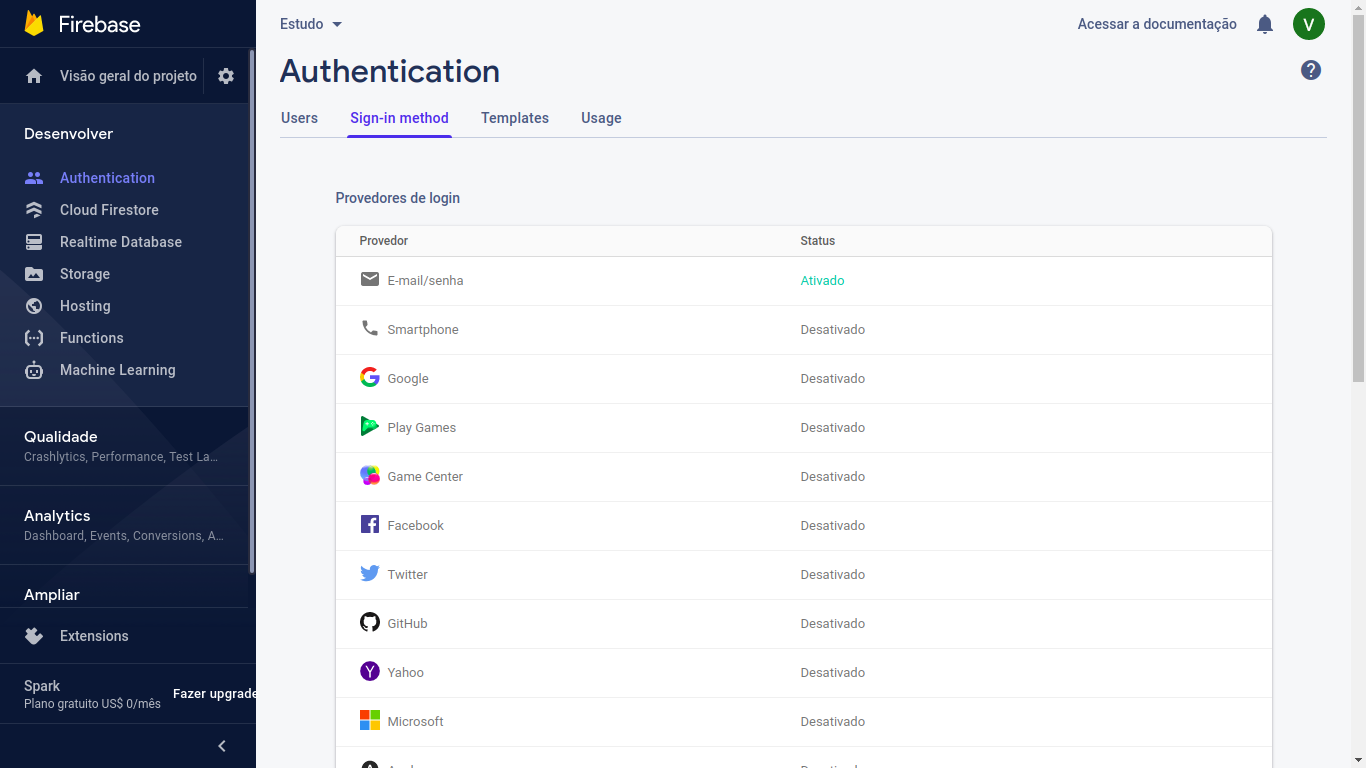 Firebase
Visão geral do projeto
Desenvolver
Authentication
Cloud Firestore
Realtime Database
Storage
Hosting
Functions
Machine Learning
Qualidade
Crashlytics, Performance, Test La...
Analytics
Dashboard, Events, Conversions, A...
Ampliar
Extensions
Spark
Plano gratuito US$ 0/mês
Fazer upgrade
Estudo
Acessar a documentação
V
Authentication
Users Sign-in method Templates Usage
Provedores de login
Provedor Status
E-mail/senha Ativado
Smartphone Desativado
Google Desativado
Play Games Desativado
Game Center Desativado
Facebook Desativado
Twitter Desativado
GitHub Desativado
Yahoo Desativado
Microsoft Desativado